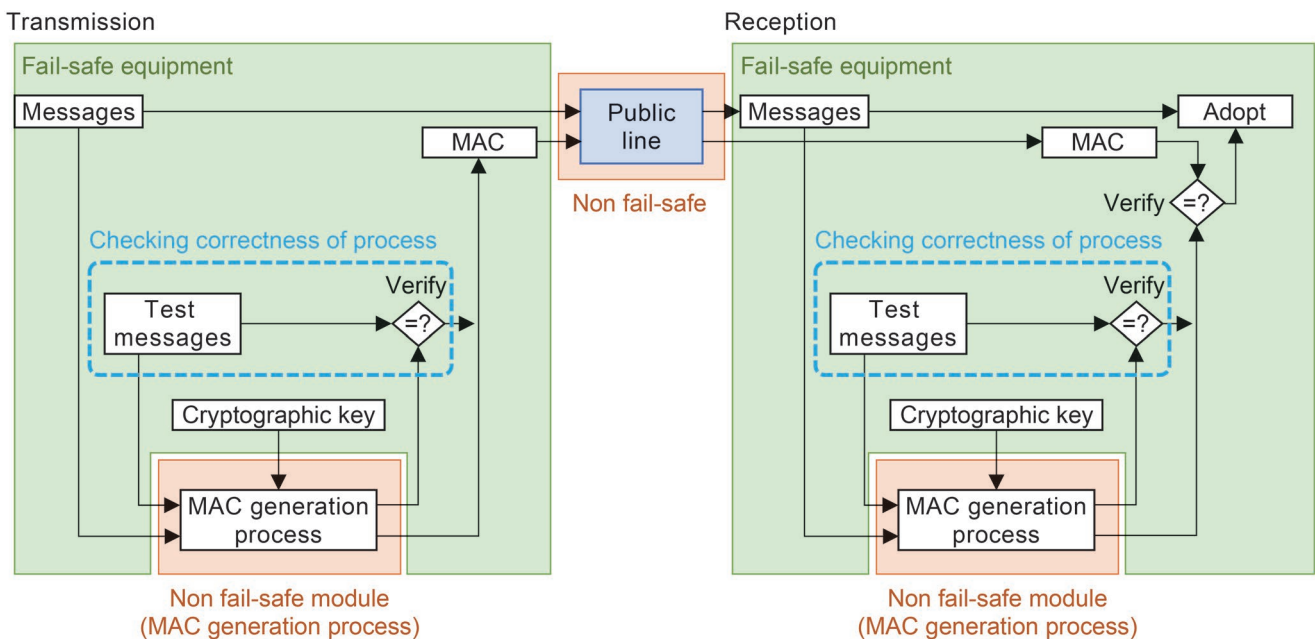 Transmission
Fail-safe equipment
Messages
MAC
Checking correctness of process
Verify
Test
messages
=?
Cryptographic key
MAC generation
process
Non fail-safe module
(MAC generation process)
Public
line
Non fail-safe
Reception
Fail-safe equipment
Messages
Adopt
MAC
Verify
=?
Checking correctness of process
Verify
Test
messages
=?
Cryptographic key
MAC generation
process
Non fail-safe module
(MAC generation process)